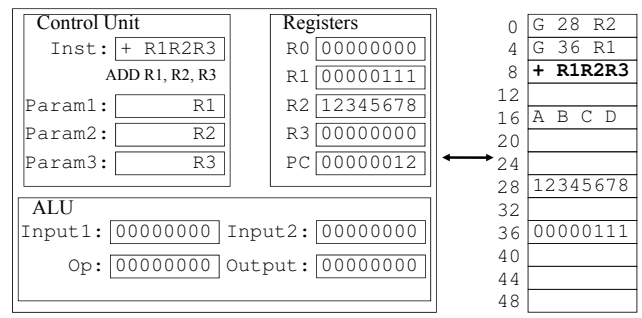 Control Unit
Inst: + R1R2R3
ADD R1, R2, R3
Param1: R1
Param2: R2
Param3: R3
Registers
R0 00000000
R1 00000111
R2 12345678
R3 00000000
PC 00000012
ALU
Input1: 00000000 Input2: 00000000
Op: 00000000 Output: 00000000
0 G 28 R2
4 G 36 R1
8 + R1R2R3
12
16 A B C D
20
24
28 12345678
32
36 00000111
40
44
48